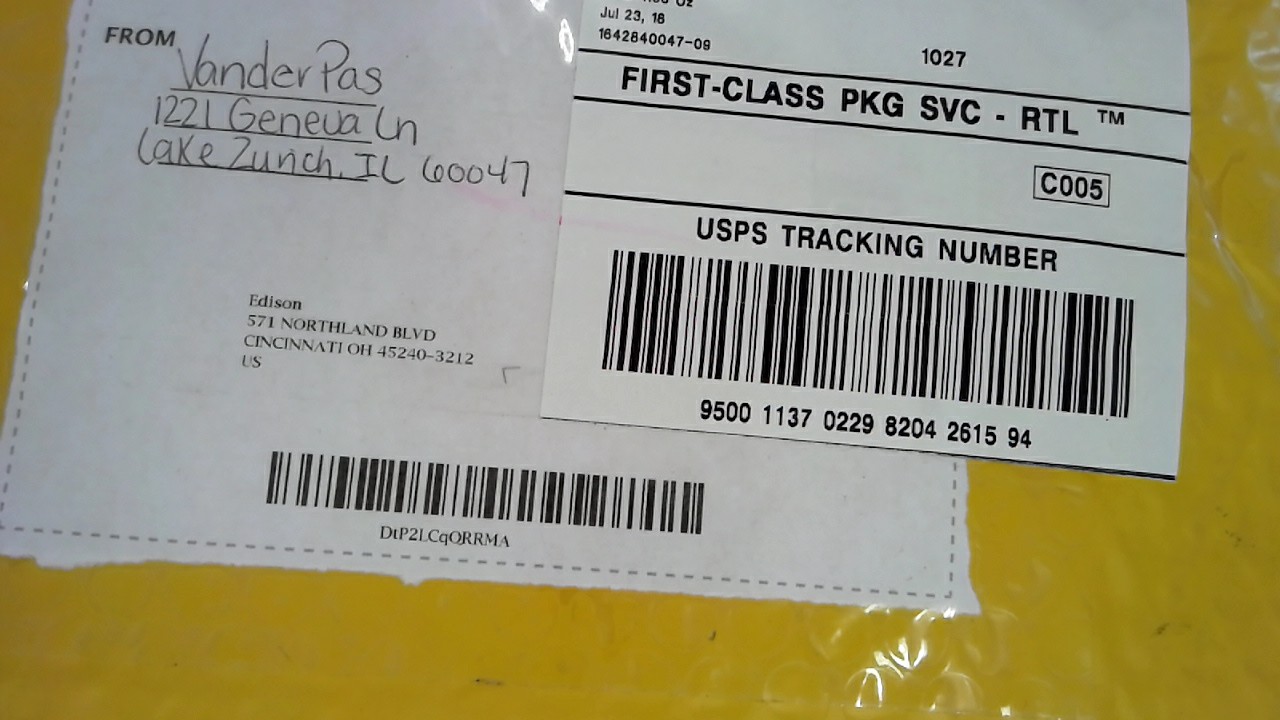 FROM
VanderPas
1221 Geneva Ln
Lake Zurich, IL 60047
Edison
571 NORTHLAND BLVD
CINCINNATI OH 45240-3212
US
DtP2LCqQRRMA
Oz
Jul 23, 18
1642840047-09
1027
FIRST-CLASS PKG SVC - RTL ™
C005
USPS TRACKING NUMBER
9500 1137 0229 8204 2615 94